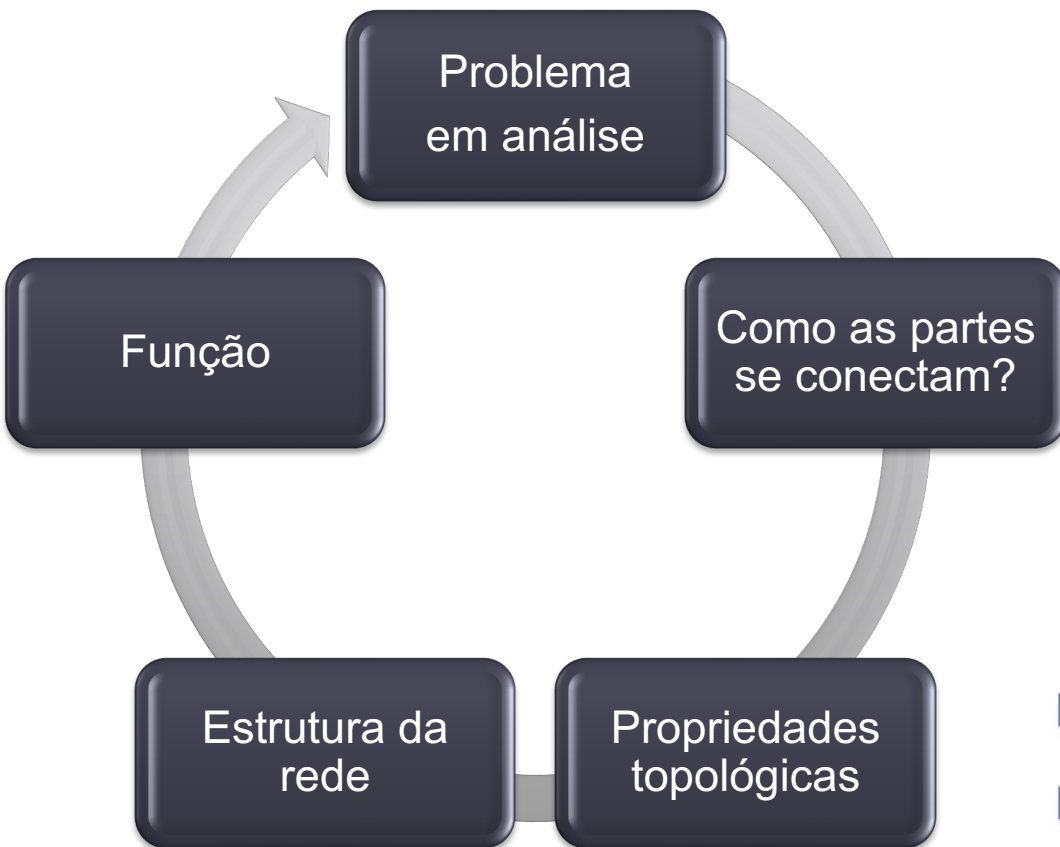 Problema
em análise
Função
Como as partes
se conectam?
Estrutura da
rede
Propriedades
topológicas